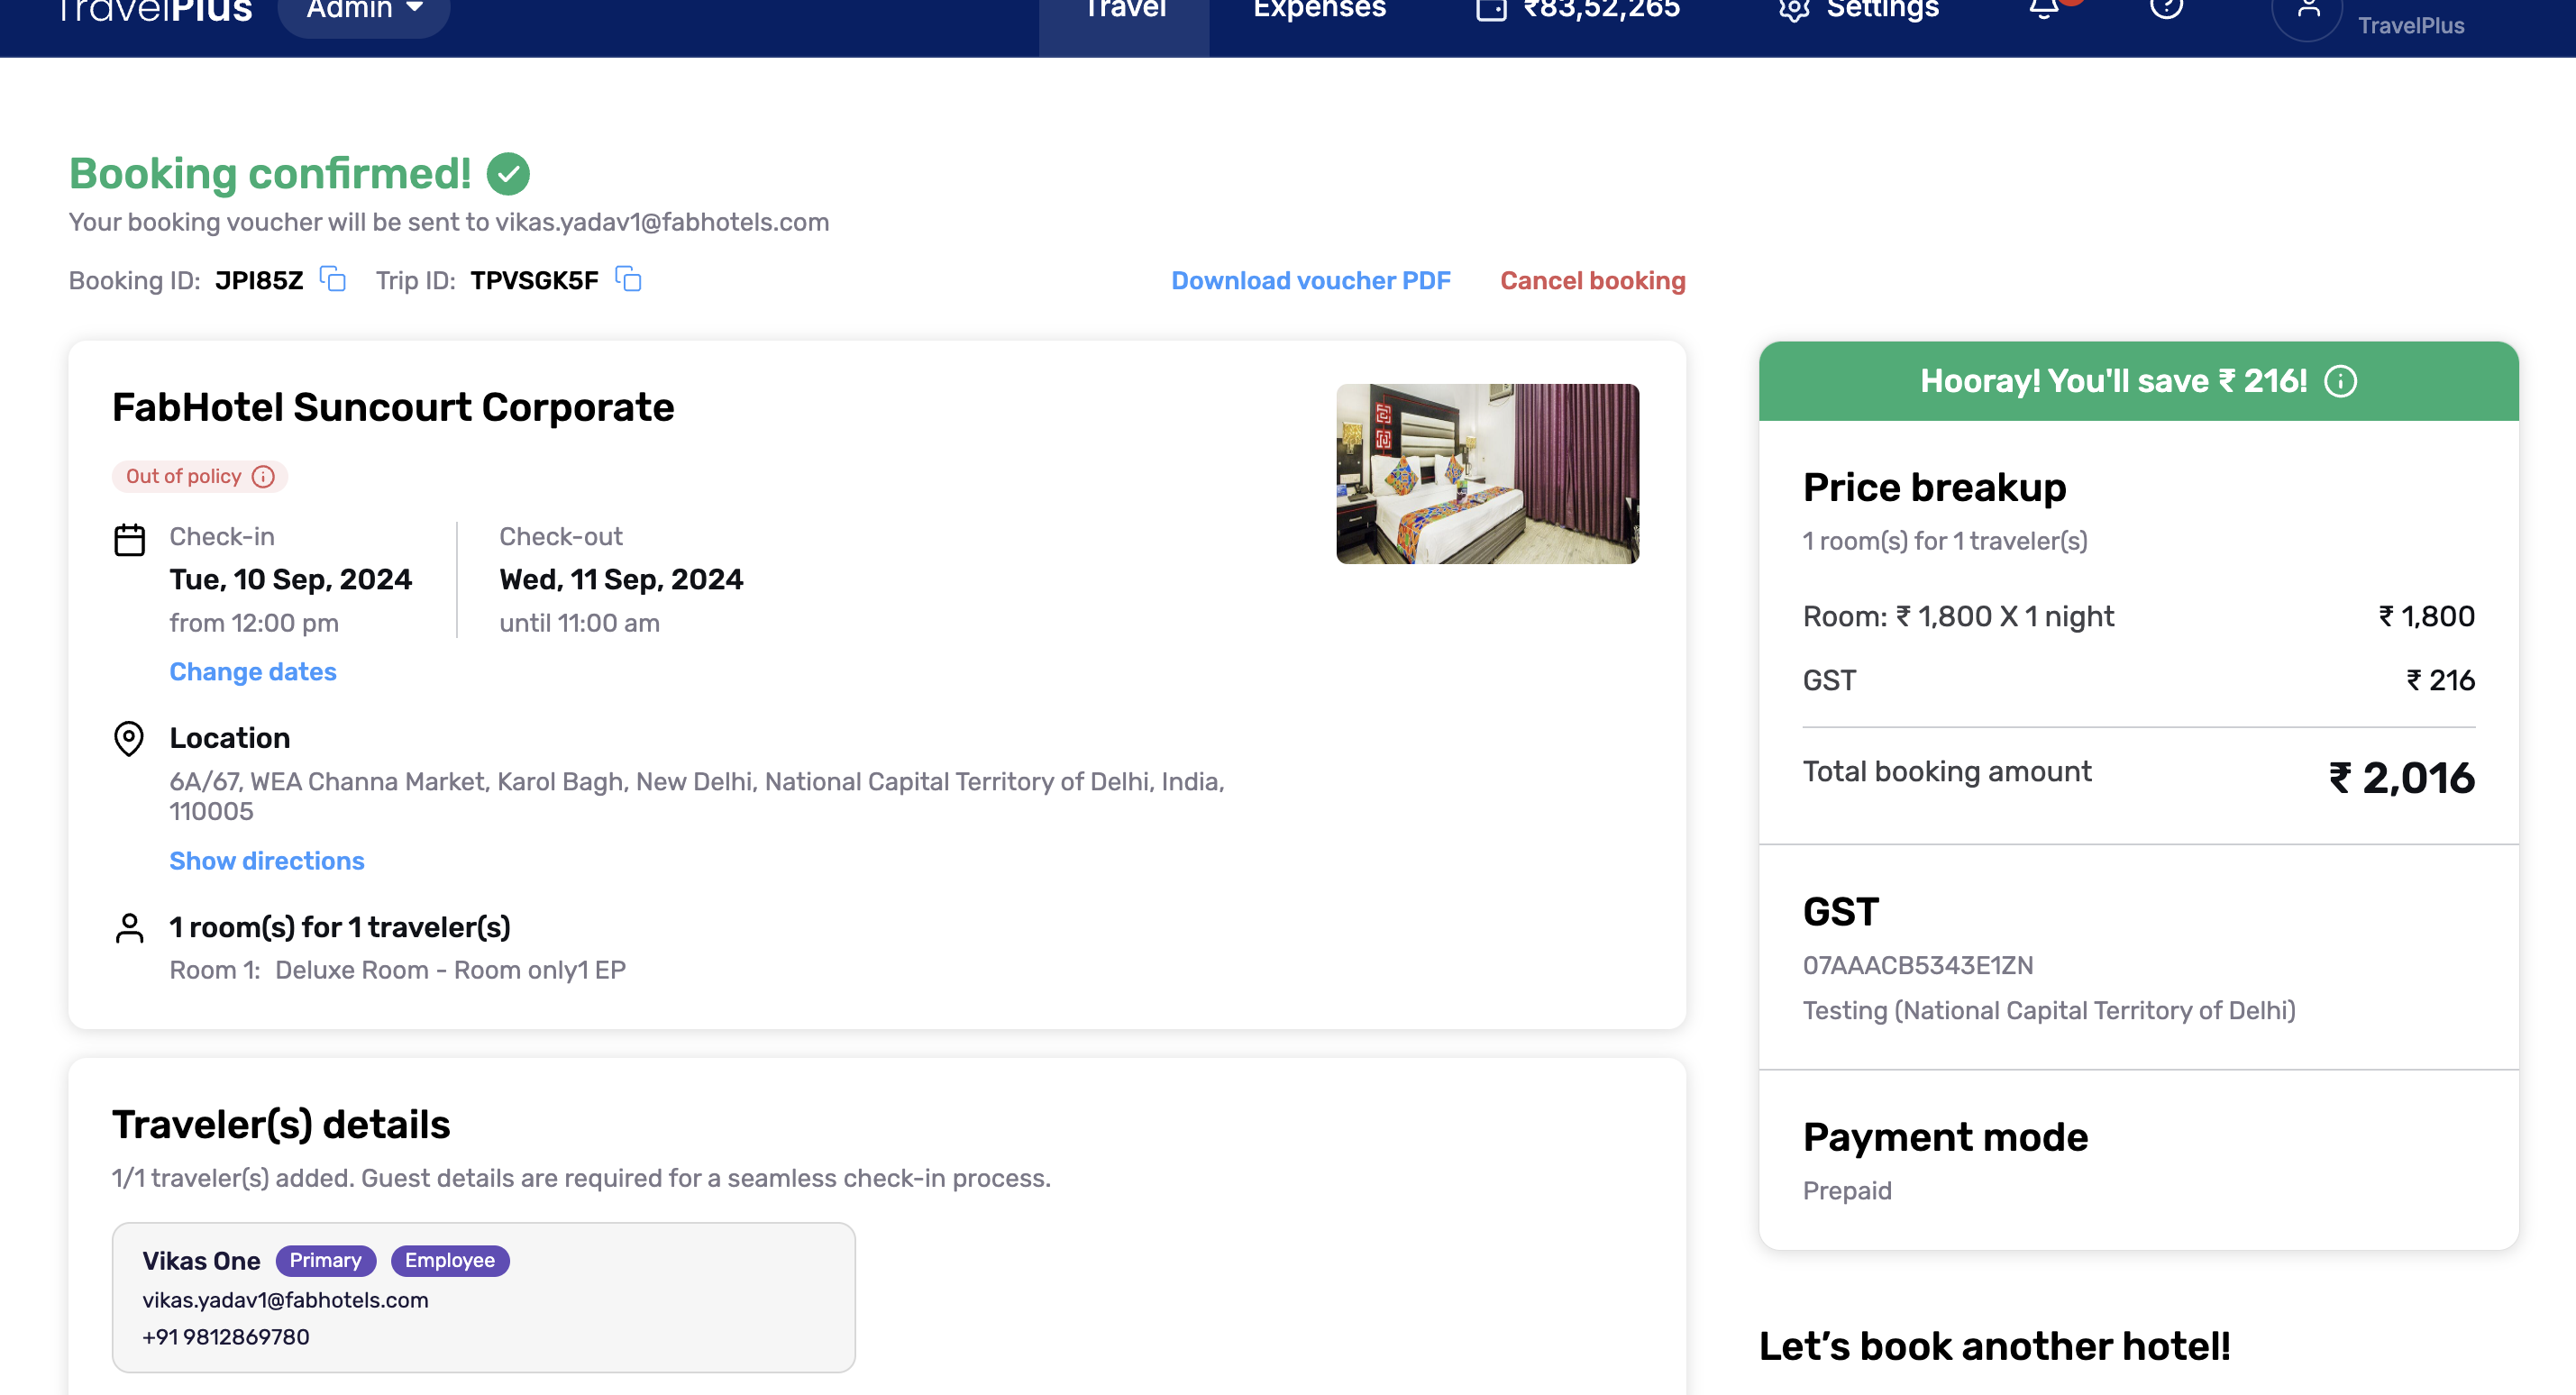 TravelPlus
Admin
Travel
Expenses
₹83,52,265
Settings
TravelPlus
Booking confirmed!
Your booking voucher will be sent to vikas.yadav1@fabhotels.com
Booking ID: JPI85Z Trip ID: TPVSGK5F
Download voucher PDF
Cancel booking
FabHotel Suncourt Corporate
Out of policy
Check-in
Tue, 10 Sep, 2024
from 12:00 pm
Check-out
Wed, 11 Sep, 2024
until 11:00 am
Change dates
Location
6A/67, WEA Channa Market, Karol Bagh, New Delhi, National Capital Territory of Delhi, India,
110005
Show directions
1 room(s) for 1 traveler(s)
Room 1: Deluxe Room - Room only1 EP
Traveler(s) details
1/1 traveler(s) added. Guest details are required for a seamless check-in process.
Vikas One Primary Employee
vikas.yadav1@fabhotels.com
+91 9812869780
Hooray! You'll save ₹ 216!
Price breakup
1 room(s) for 1 traveler(s)
Room: ₹ 1,800 X 1 night ₹ 1,800
GST ₹ 216
Total booking amount ₹ 2,016
GST
07AAACB5343E1ZN
Testing (National Capital Territory of Delhi)
Payment mode
Prepaid
Let’s book another hotel!